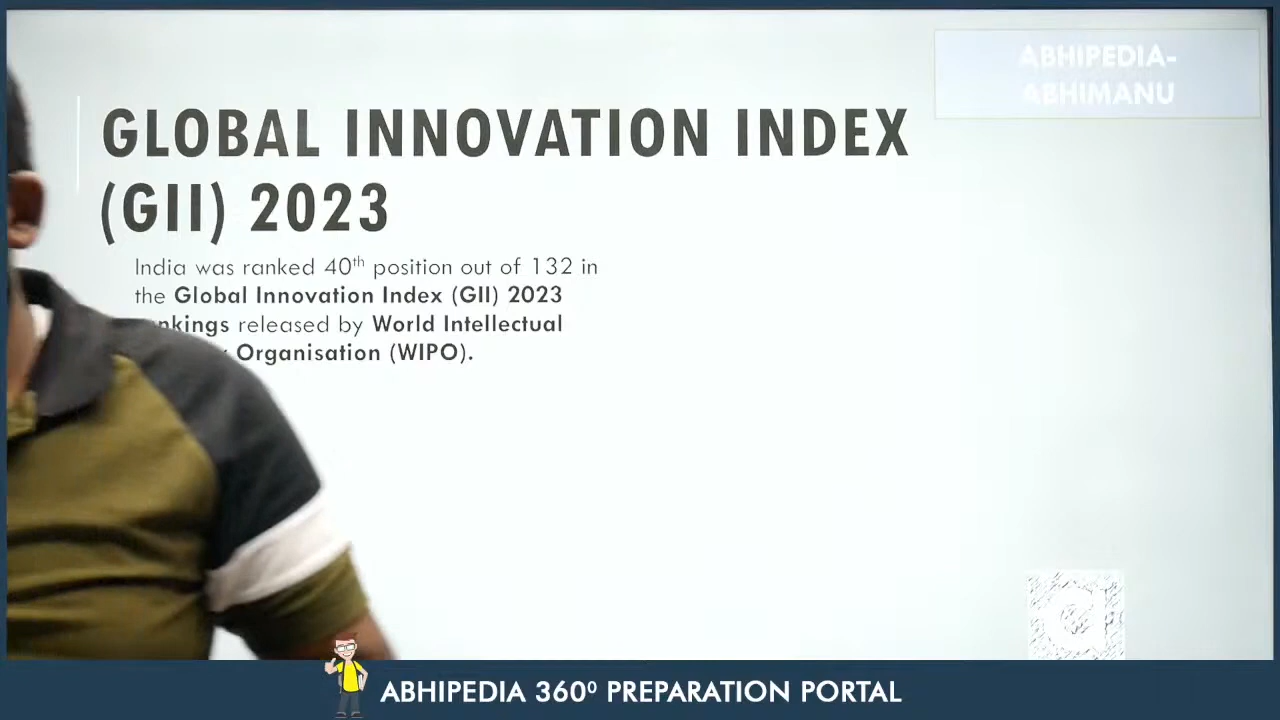 ABHIPEDIA-
ABHIMANU
GLOBAL INNOVATION INDEX
(GII) 2023
India was ranked 40th position out of 132 in
the Global Innovation Index (GII) 2023
nkings released by World Intellectual
Organisation (WIPO).
ABHIPEDIA 360⁰ PREPARATION PORTAL